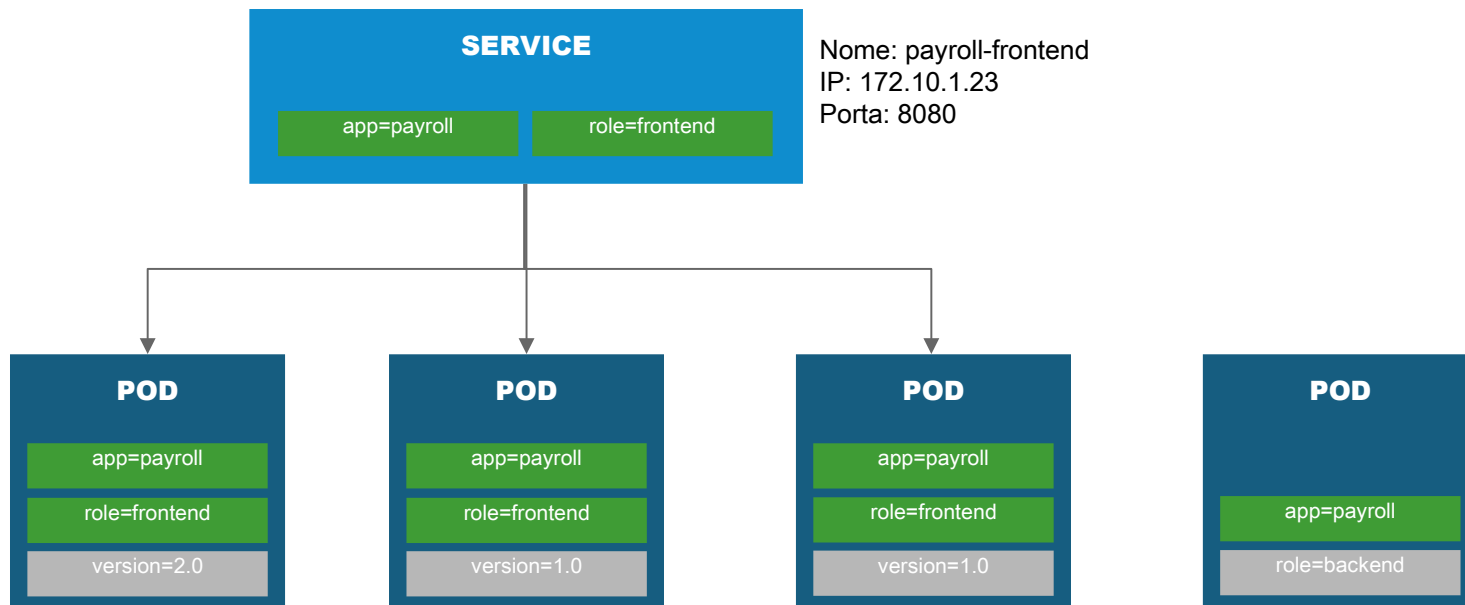 SERVICE
app=payroll
role=frontend
Nome: payroll-frontend
IP: 172.10.1.23
Porta: 8080
POD
app=payroll
role=frontend
version=2.0
POD
app=payroll
role=frontend
version=1.0
POD
app=payroll
role=frontend
version=1.0
POD
app=payroll
role=backend